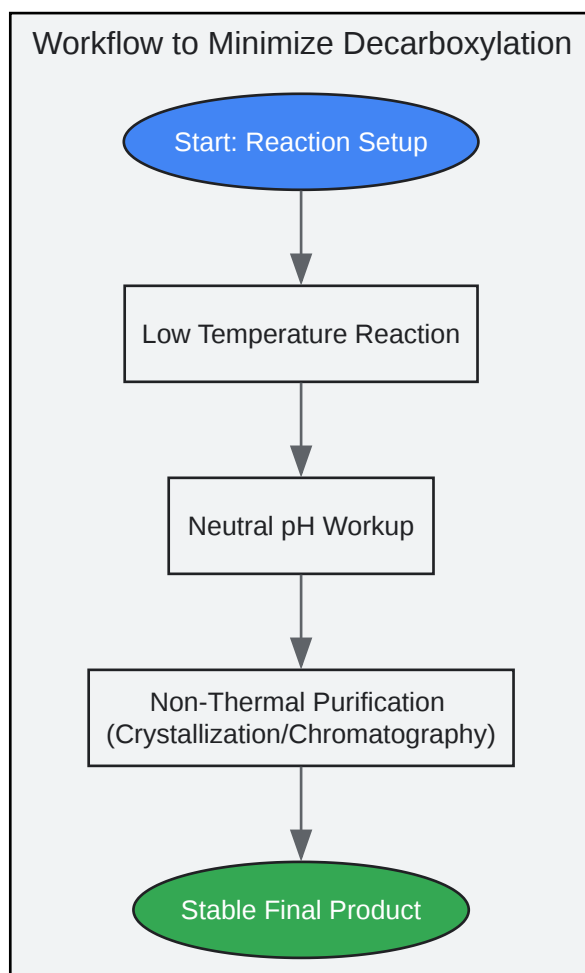 Workflow to Minimize Decarboxylation
Start: Reaction Setup
Low Temperature Reaction
Neutral pH Workup
Non-Thermal Purification
(Crystallization/Chromatography)
Stable Final Product